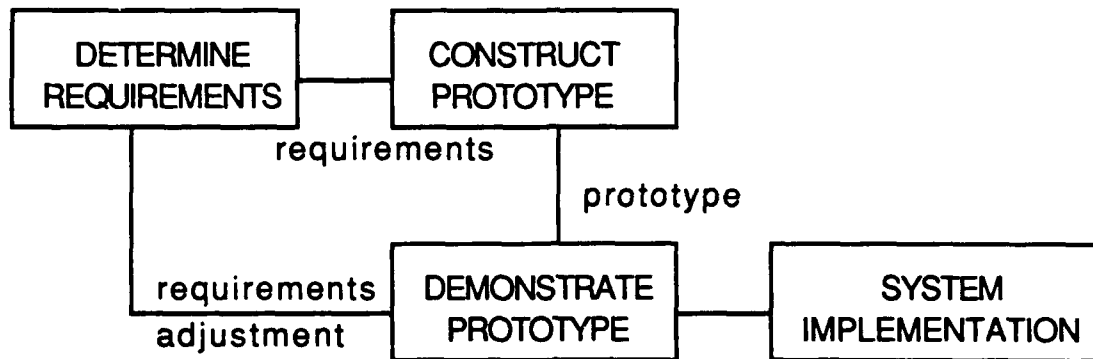 DETERMINE
REQUIREMENTS
CONSTRUCT
PROTOTYPE
requirements
prototype
requirements
adjustment
DEMONSTRATE
PROTOTYPE
SYSTEM
IMPLEMENTATION